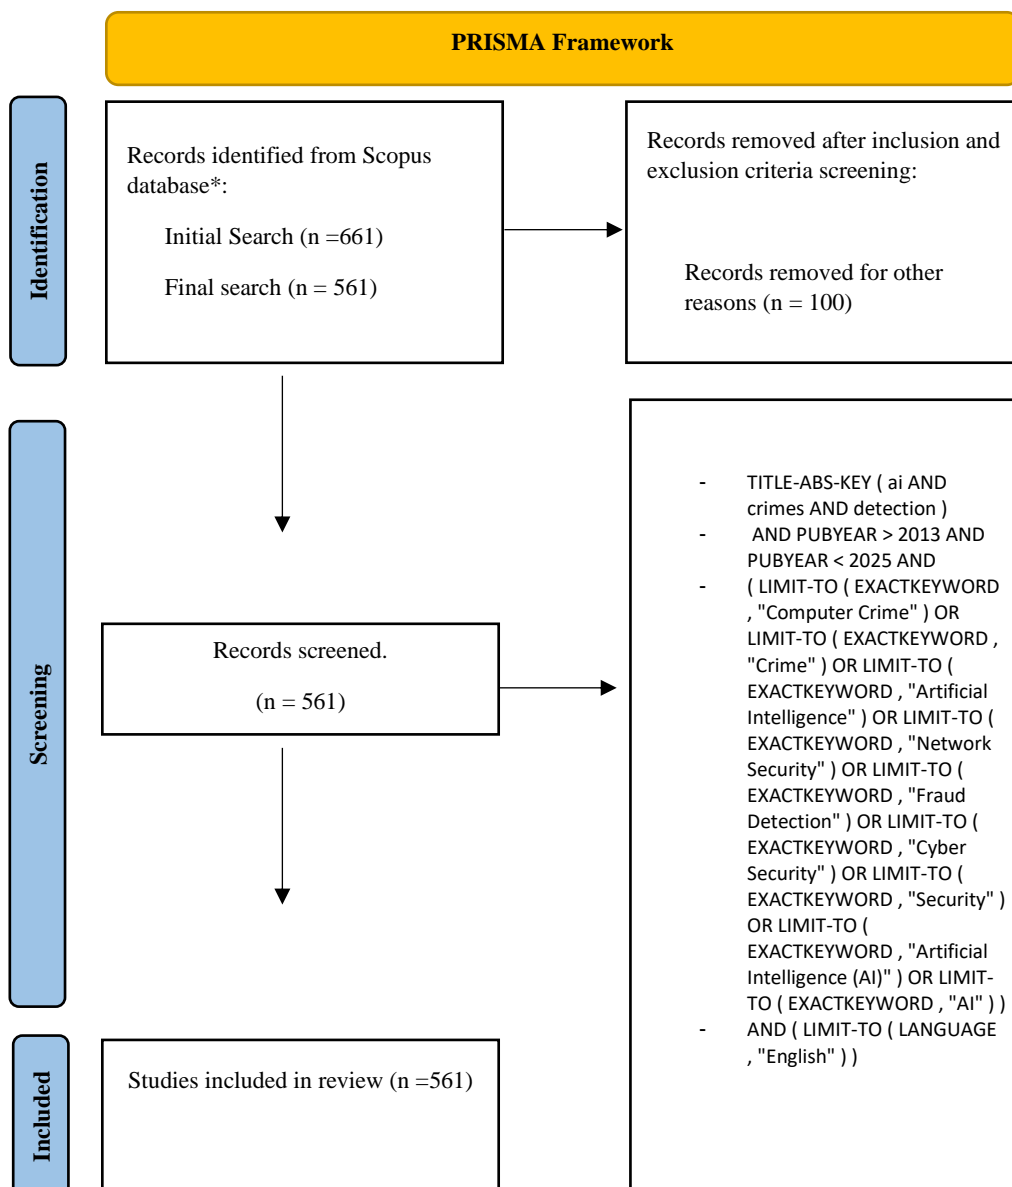 PRISMA Framework
Identification
Records identified from Scopus
database*:
Initial Search (n =661)
Final search (n = 561)
Records removed after inclusion and
exclusion criteria screening:
Records removed for other
reasons (n = 100)
Screening
Records screened.
(n = 561)
- TITLE-ABS-KEY ( ai AND
crimes AND detection )
- AND PUBYEAR > 2013 AND
PUBYEAR < 2025 AND
- ( LIMIT-TO ( EXACTKEYWORD
, "Computer Crime" ) OR
LIMIT-TO ( EXACTKEYWORD ,
"Crime" ) OR LIMIT-TO (
EXACTKEYWORD , "Artificial
Intelligence" ) OR LIMIT-TO (
EXACTKEYWORD , "Network
Security" ) OR LIMIT-TO (
EXACTKEYWORD , "Fraud
Detection" ) OR LIMIT-TO (
EXACTKEYWORD , "Cyber
Security" ) OR LIMIT-TO (
EXACTKEYWORD , "Security" )
OR LIMIT-TO (
EXACTKEYWORD , "Artificial
Intelligence (AI)" ) OR LIMIT-
TO ( EXACTKEYWORD , "AI" ) )
- AND ( LIMIT-TO ( LANGUAGE
, "English" ) )
Included
Studies included in review (n =561)